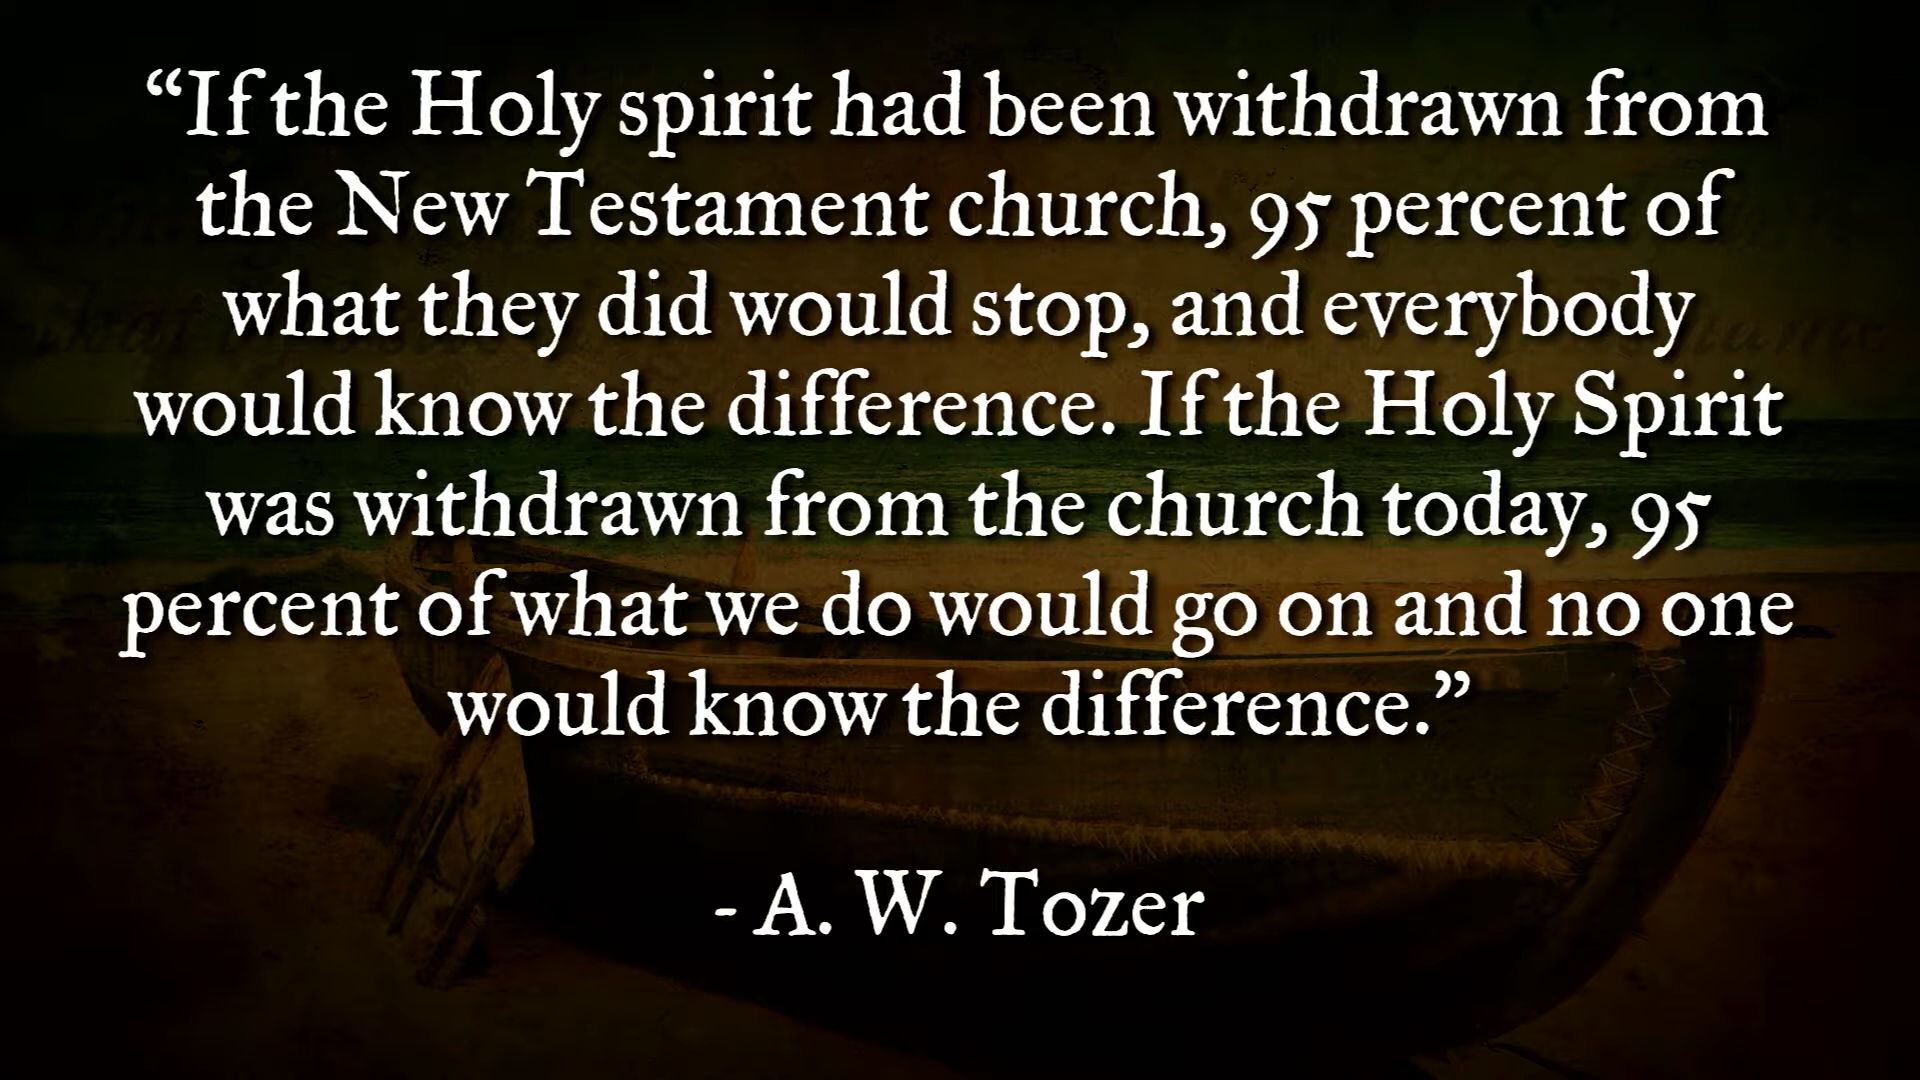 “If the Holy spirit had been withdrawn from
the New Testament church, 95 percent of
what they did would stop, and everybody
would know the difference. If the Holy Spirit
was withdrawn from the church today, 95
percent of what we do would go on and no one
would know the difference.”
- A. W. Tozer